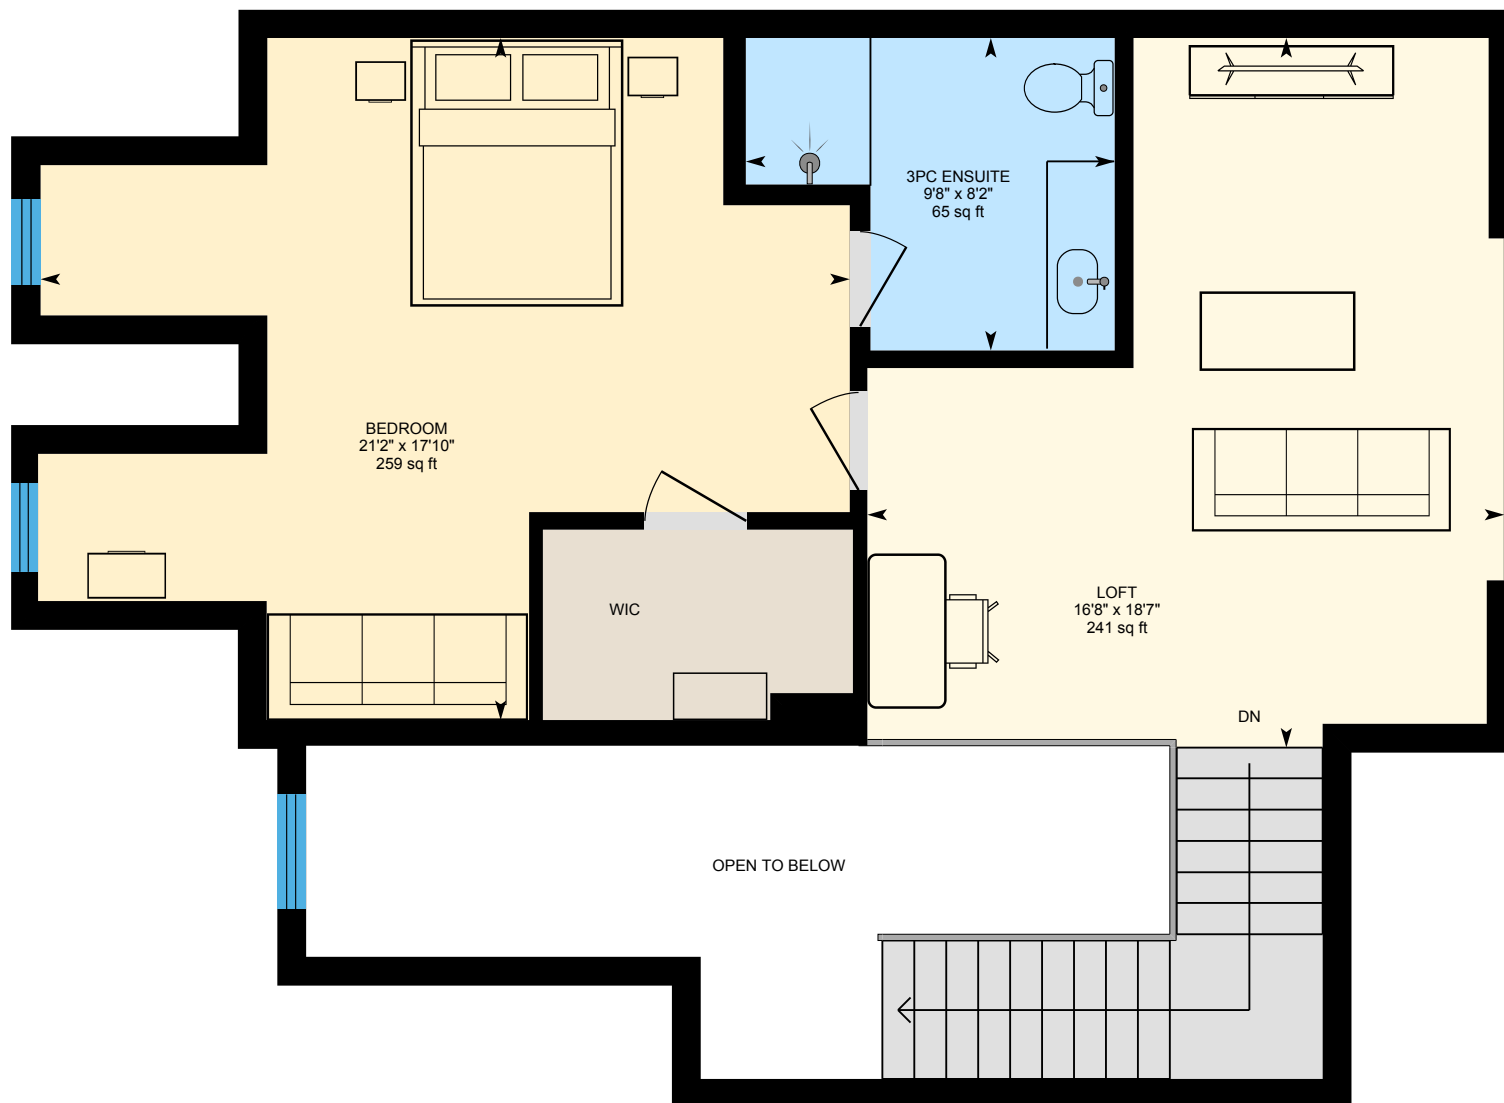 3PC ENSUITE
9'8" x 8'2"
65 sq ft
BEDROOM
21'2" x 17'10"
259 sq ft
WIC
LOFT
16'8" x 18'7"
241 sq ft
DN
OPEN TO BELOW